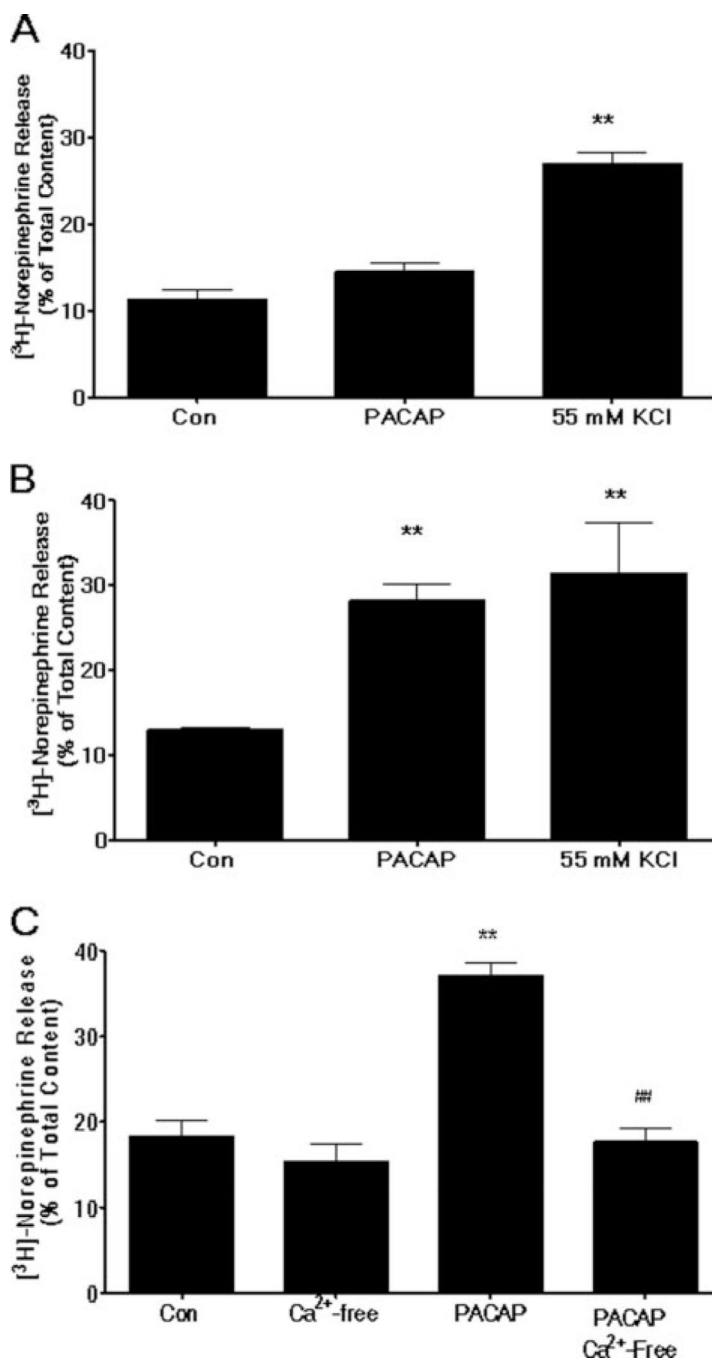 A
[³H]-Norepinephrine Release
(% of Total Content)
40
30
20
10
0
**
Con PACAP 55 mM KCl
B
[³H]-Norepinephrine Release
(% of Total Content)
40
30
20
10
0
** **
Con PACAP 55 mM KCl
C
[³H]-Norepinephrine Release
(% of Total Content)
40
30
20
10
0
**
##
Con Ca²⁺-free PACAP PACAP
Ca²⁺-Free